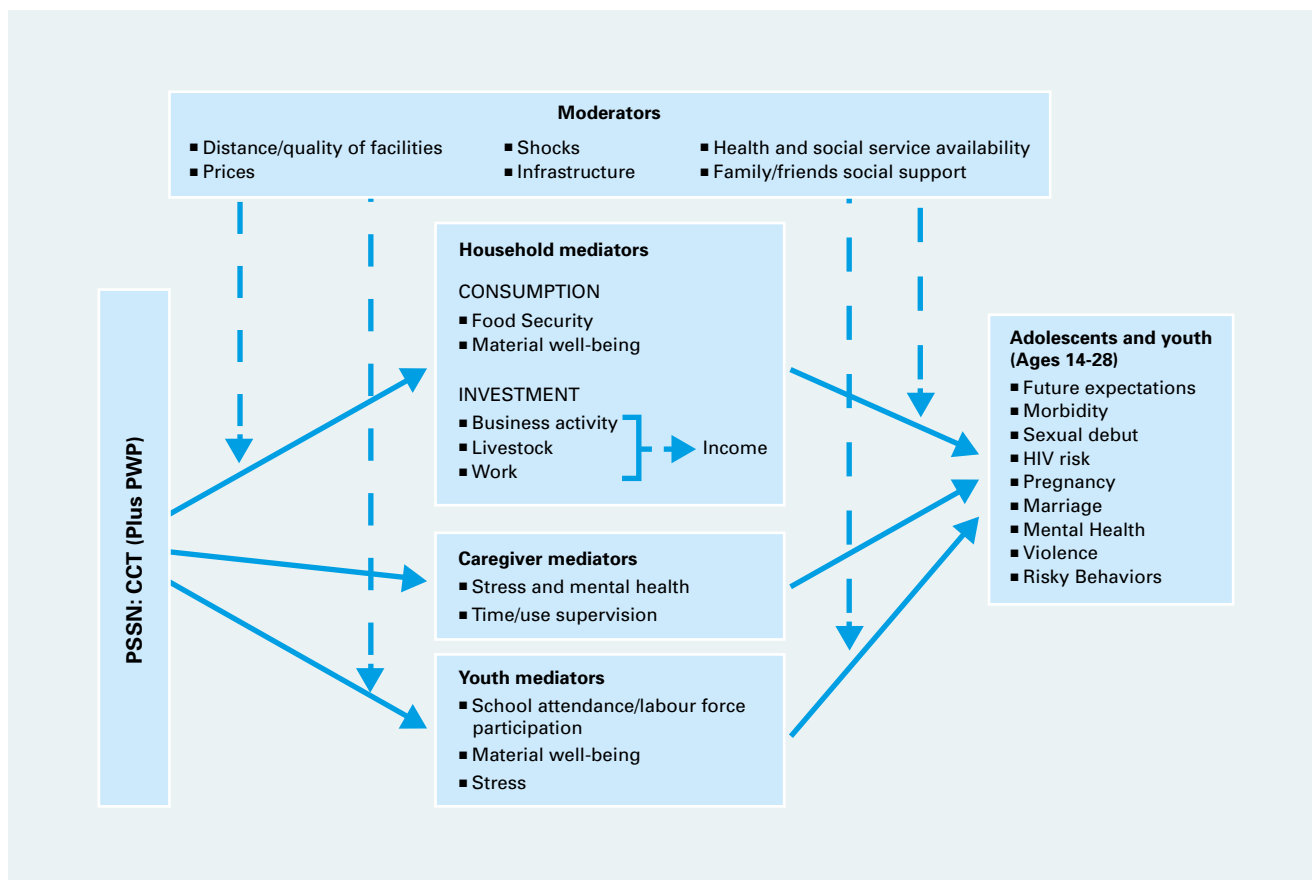 Moderators
▪ Distance/quality of facilities
▪ Prices
▪ Shocks
▪ Infrastructure
▪ Health and social service availability
▪ Family/friends social support
PSSN: CCT (Plus PWP)
Household mediators
CONSUMPTION
▪ Food Security
▪ Material well-being
INVESTMENT
▪ Business activity
▪ Livestock
▪ Work
Income
Caregiver mediators
▪ Stress and mental health
▪ Time/use supervision
Youth mediators
▪ School attendance/labour force
participation
▪ Material well-being
▪ Stress
Adolescents and youth
(Ages 14-28)
▪ Future expectations
▪ Morbidity
▪ Sexual debut
▪ HIV risk
▪ Pregnancy
▪ Marriage
▪ Mental Health
▪ Violence
▪ Risky Behaviors